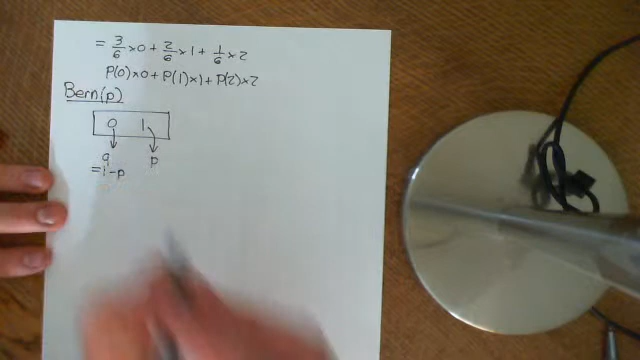 = 3/6 × 0 + 2/6 × 1 + 1/6 × 2
P(0) × 0 + P(1) × 1 + P(2) × 2
Bern(p)
0 1
q p
= 1 - p